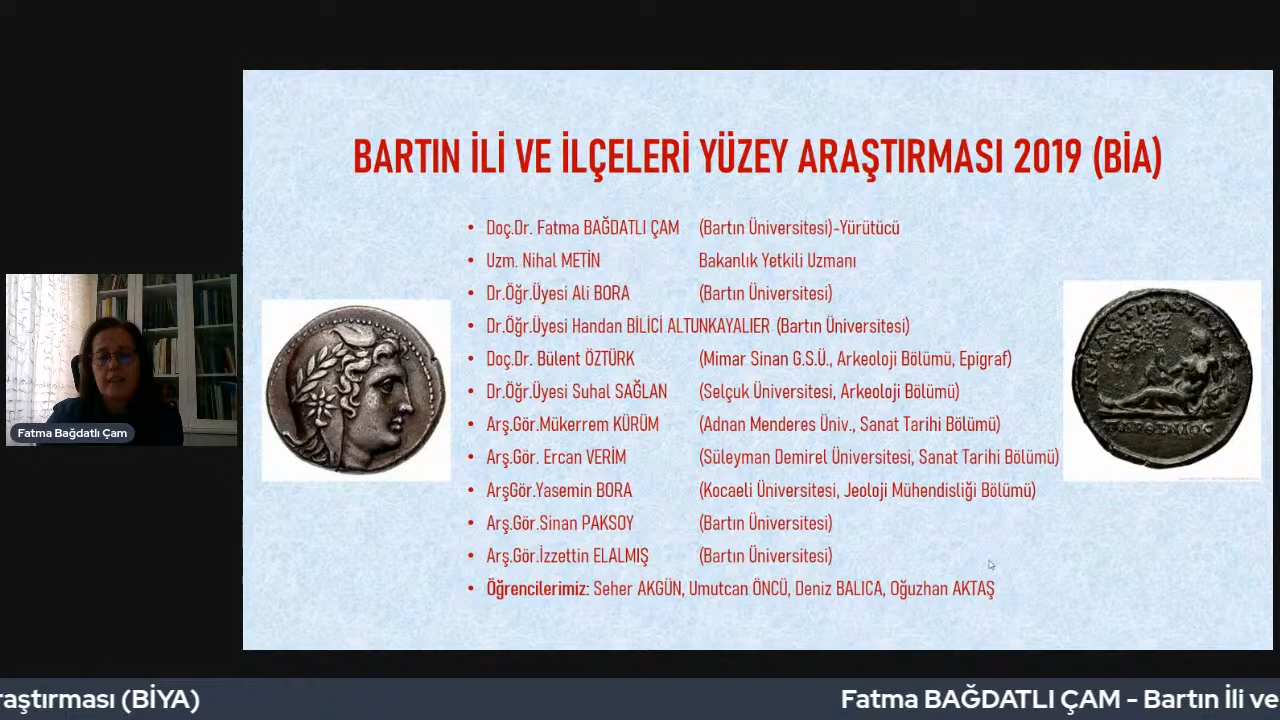 BARTIN İLİ VE İLÇELERİ YÜZEY ARAŞTIRMASI 2019 (BİA)
• Doç.Dr. Fatma BAĞDATLI ÇAM (Bartın Üniversitesi)-Yürütücü
• Uzm. Nihal METİN Bakanlık Yetkili Uzmanı
• Dr.Öğr.Üyesi Ali BORA (Bartın Üniversitesi)
• Dr.Öğr.Üyesi Handan BİLİCİ ALTUNKAYALIER (Bartın Üniversitesi)
• Doç.Dr. Bülent ÖZTÜRK (Mimar Sinan G.S.Ü., Arkeoloji Bölümü, Epigraf)
• Dr.Öğr.Üyesi Suhal SAĞLAN (Selçuk Üniversitesi, Arkeoloji Bölümü)
• Arş.Gör.Mükerrem KÜRÜM (Adnan Menderes Üniv., Sanat Tarihi Bölümü)
• Arş.Gör. Ercan VERİM (Süleyman Demirel Üniversitesi, Sanat Tarihi Bölümü)
• ArşGör.Yasemin BORA (Kocaeli Üniversitesi, Jeoloji Mühendisliği Bölümü)
• Arş.Gör.Sinan PAKSOY (Bartın Üniversitesi)
• Arş.Gör.İzzettin ELALMIŞ (Bartın Üniversitesi)
• Öğrencilerimiz: Seher AKGÜN, Umutcan ÖNCÜ, Deniz BALICA, Oğuzhan AKTAŞ
Fatma Bağdatlı Çam
raştırması (BİYA) Fatma BAĞDATLI ÇAM - Bartın İli ve